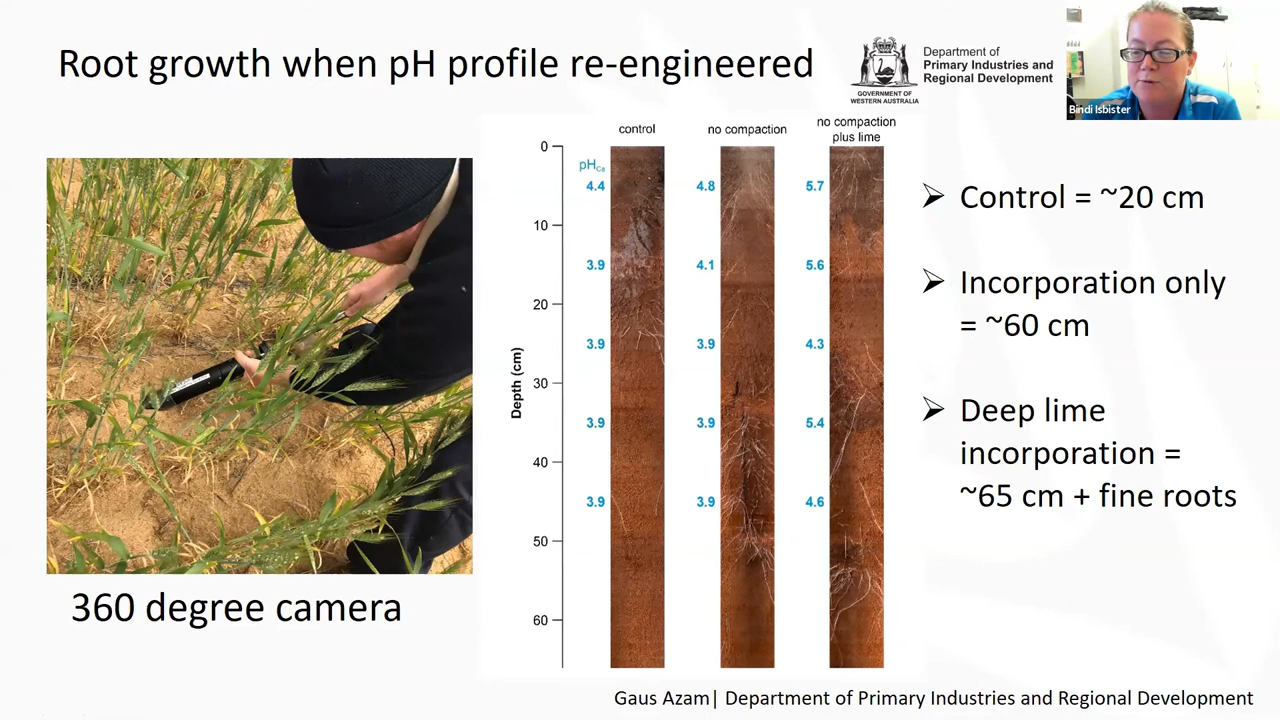 Root growth when pH profile re-engineered
GOVERNMENT OF
WESTERN AUSTRALIA
Department of
Primary Industries and
Regional Development
Bindi Isbister
control
no compaction
no compaction
plus lime
pHCa
0
10
20
30
40
50
60
Depth (cm)
4.4
4.8
5.7
3.9
4.1
5.6
3.9
3.9
4.3
3.9
3.9
5.4
3.9
3.9
4.6
➢ Control = ~20 cm
➢ Incorporation only
= ~60 cm
➢ Deep lime
incorporation =
~65 cm + fine roots
360 degree camera
Gaus Azam| Department of Primary Industries and Regional Development